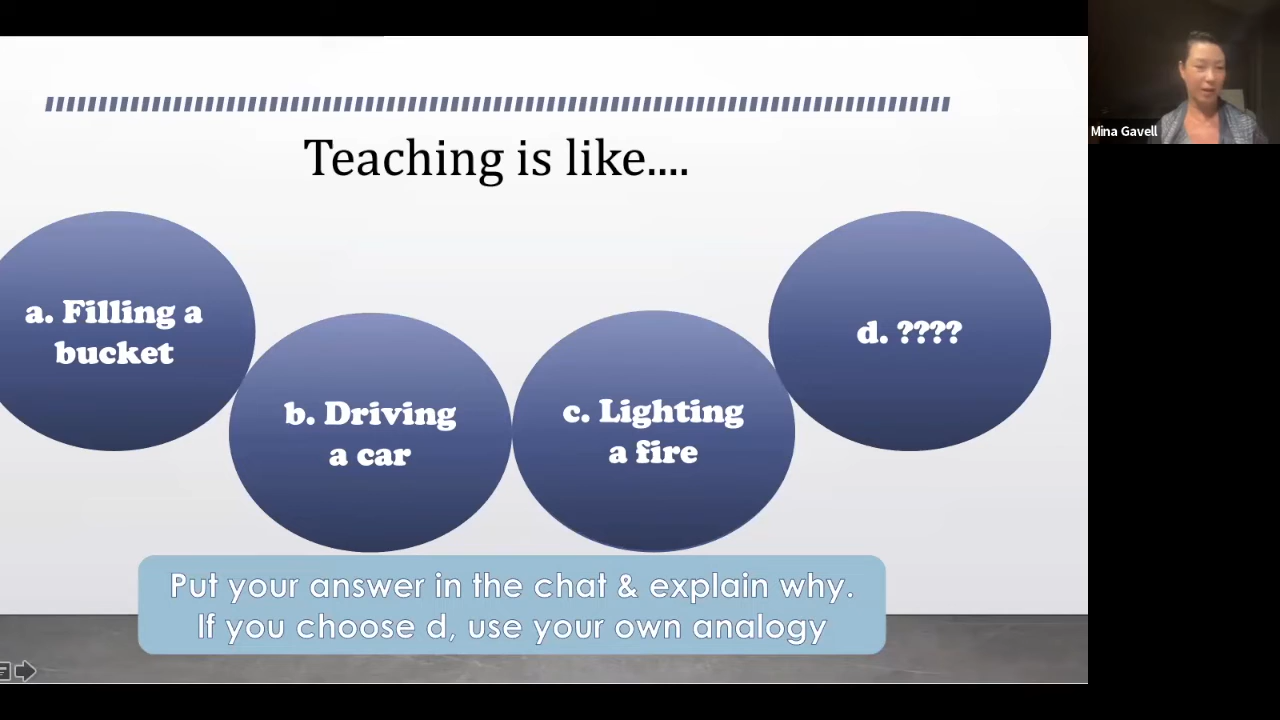 Mina Gavell
Teaching is like....
a. Filling a
bucket
b. Driving
a car
c. Lighting
a fire
d. ????
Put your answer in the chat & explain why.
If you choose d, use your own analogy